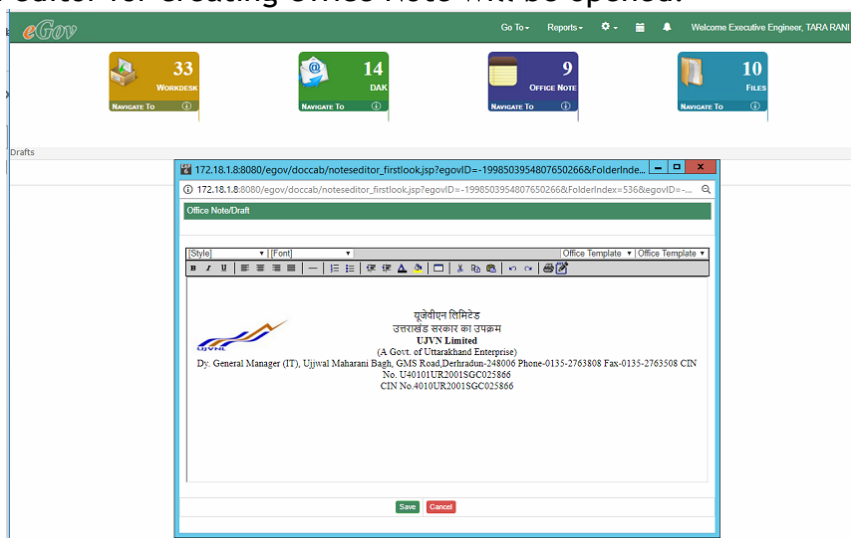 editor for creating Office Note will be opened.
eGov
Go To Reports Welcome Executive Engineer, TARA RANI
33
WORKDESK
NAVIGATE TO
14
DAK
NAVIGATE TO
9
OFFICE NOTE
NAVIGATE TO
10
FILES
NAVIGATE TO
Drafts
172.18.1.8:8080/egov/doccab/noteseditor_firstlook.jsp?egovID=-1998503954807650266&FolderInde...
172.18.1.8:8080/egov/doccab/noteseditor_firstlook.jsp?egovID=-1998503954807650266&FolderIndex=536&egovID=-...
Office Note/Draft
[Style] [Font] Office Template Office Template
B I U
यूजेवीएन लिमिटेड
उत्तराखंड सरकार का उपक्रम
UJVNL
UJVN Limited
(A Govt. of Uttarakhand Enterprise)
Dy. General Manager (IT), Ujjwal Maharani Bagh, GMS Road,Derhradun-248006 Phone-0135-2763808 Fax-0135-2763508 CIN
No. U40101UR2001SGC025866
CIN No.4010UR2001SGC025866
Save Cancel